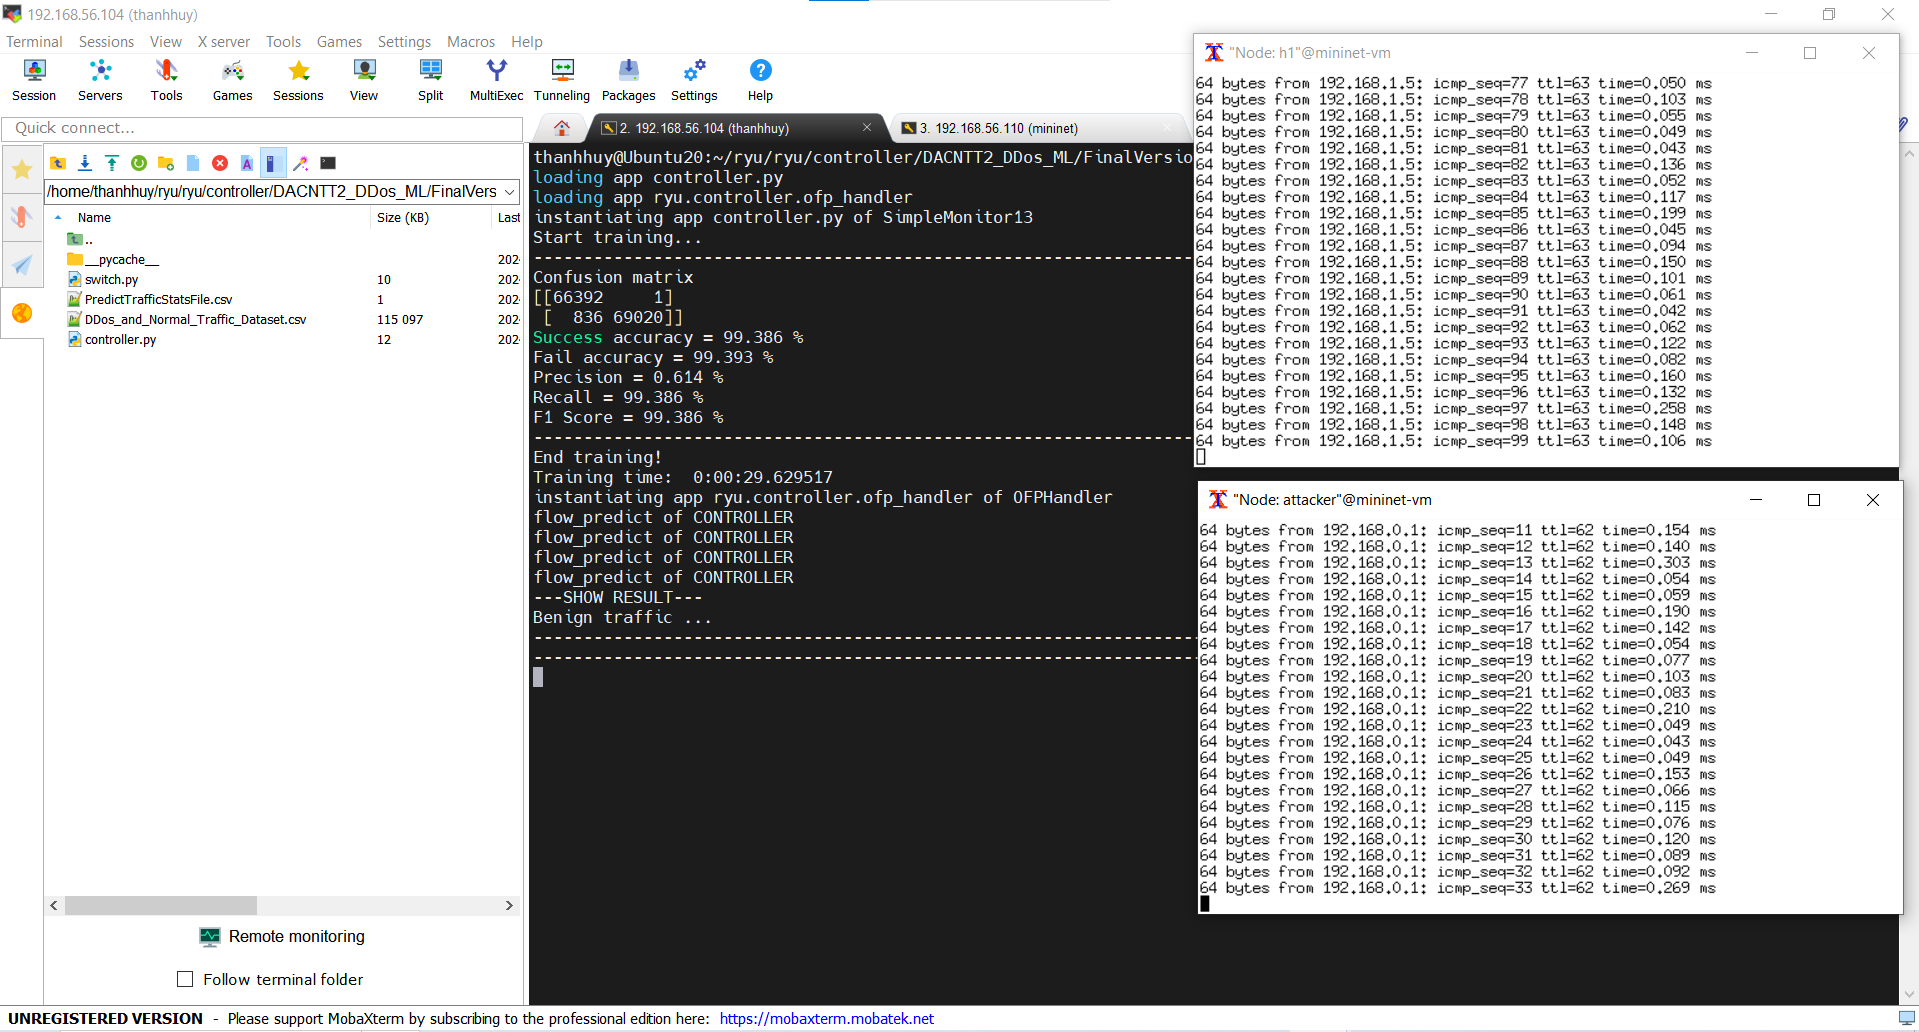 192.168.56.104 (thanhhuy)
Terminal Sessions View X server Tools Games Settings Macros Help
Session Servers Tools Games Sessions View Split MultiExec Tunneling Packages Settings Help
Quick connect...
2. 192.168.56.104 (thanhhuy)
3. 192.168.56.110 (mininet)
/home/thanhhuy/ryu/ryu/controller/DACNTT2_DDos_ML/FinalVers
Name Size (KB) Last
..
__pycache__ 202
switch.py 10 202
PredictTrafficStatsFile.csv 1 202
DDos_and_Normal_Traffic_Dataset.csv 115 097 202
controller.py 12 202
Remote monitoring
Follow terminal folder
thanhhuy@Ubuntu20:~/ryu/ryu/controller/DACNTT2_DDos_ML/FinalVersio
loading app controller.py
loading app ryu.controller.ofp_handler
instantiating app controller.py of SimpleMonitor13
Start training...
------------------------------------------------------------------
Confusion matrix
[[66392     1]
 [  836 69020]]
Success accuracy = 99.386 %
Fail accuracy = 99.393 %
Precision = 0.614 %
Recall = 99.386 %
F1 Score = 99.386 %
------------------------------------------------------------------
End training!
Training time:  0:00:29.629517
instantiating app ryu.controller.ofp_handler of OFPHandler
flow_predict of CONTROLLER
flow_predict of CONTROLLER
flow_predict of CONTROLLER
flow_predict of CONTROLLER
---SHOW RESULT---
Benign traffic ...
------------------------------------------------------------------
------------------------------------------------------------------
"Node: h1"@mininet-vm
64 bytes from 192.168.1.5: icmp_seq=77 ttl=63 time=0.050 ms
64 bytes from 192.168.1.5: icmp_seq=78 ttl=63 time=0.103 ms
64 bytes from 192.168.1.5: icmp_seq=79 ttl=63 time=0.055 ms
64 bytes from 192.168.1.5: icmp_seq=80 ttl=63 time=0.049 ms
64 bytes from 192.168.1.5: icmp_seq=81 ttl=63 time=0.043 ms
64 bytes from 192.168.1.5: icmp_seq=82 ttl=63 time=0.136 ms
64 bytes from 192.168.1.5: icmp_seq=83 ttl=63 time=0.052 ms
64 bytes from 192.168.1.5: icmp_seq=84 ttl=63 time=0.117 ms
64 bytes from 192.168.1.5: icmp_seq=85 ttl=63 time=0.199 ms
64 bytes from 192.168.1.5: icmp_seq=86 ttl=63 time=0.045 ms
64 bytes from 192.168.1.5: icmp_seq=87 ttl=63 time=0.094 ms
64 bytes from 192.168.1.5: icmp_seq=88 ttl=63 time=0.150 ms
64 bytes from 192.168.1.5: icmp_seq=89 ttl=63 time=0.101 ms
64 bytes from 192.168.1.5: icmp_seq=90 ttl=63 time=0.061 ms
64 bytes from 192.168.1.5: icmp_seq=91 ttl=63 time=0.042 ms
64 bytes from 192.168.1.5: icmp_seq=92 ttl=63 time=0.062 ms
64 bytes from 192.168.1.5: icmp_seq=93 ttl=63 time=0.122 ms
64 bytes from 192.168.1.5: icmp_seq=94 ttl=63 time=0.082 ms
64 bytes from 192.168.1.5: icmp_seq=95 ttl=63 time=0.160 ms
64 bytes from 192.168.1.5: icmp_seq=96 ttl=63 time=0.132 ms
64 bytes from 192.168.1.5: icmp_seq=97 ttl=63 time=0.258 ms
64 bytes from 192.168.1.5: icmp_seq=98 ttl=63 time=0.148 ms
64 bytes from 192.168.1.5: icmp_seq=99 ttl=63 time=0.106 ms
"Node: attacker"@mininet-vm
64 bytes from 192.168.0.1: icmp_seq=11 ttl=62 time=0.154 ms
64 bytes from 192.168.0.1: icmp_seq=12 ttl=62 time=0.140 ms
64 bytes from 192.168.0.1: icmp_seq=13 ttl=62 time=0.303 ms
64 bytes from 192.168.0.1: icmp_seq=14 ttl=62 time=0.054 ms
64 bytes from 192.168.0.1: icmp_seq=15 ttl=62 time=0.059 ms
64 bytes from 192.168.0.1: icmp_seq=16 ttl=62 time=0.190 ms
64 bytes from 192.168.0.1: icmp_seq=17 ttl=62 time=0.142 ms
64 bytes from 192.168.0.1: icmp_seq=18 ttl=62 time=0.054 ms
64 bytes from 192.168.0.1: icmp_seq=19 ttl=62 time=0.077 ms
64 bytes from 192.168.0.1: icmp_seq=20 ttl=62 time=0.103 ms
64 bytes from 192.168.0.1: icmp_seq=21 ttl=62 time=0.083 ms
64 bytes from 192.168.0.1: icmp_seq=22 ttl=62 time=0.210 ms
64 bytes from 192.168.0.1: icmp_seq=23 ttl=62 time=0.049 ms
64 bytes from 192.168.0.1: icmp_seq=24 ttl=62 time=0.043 ms
64 bytes from 192.168.0.1: icmp_seq=25 ttl=62 time=0.049 ms
64 bytes from 192.168.0.1: icmp_seq=26 ttl=62 time=0.153 ms
64 bytes from 192.168.0.1: icmp_seq=27 ttl=62 time=0.066 ms
64 bytes from 192.168.0.1: icmp_seq=28 ttl=62 time=0.115 ms
64 bytes from 192.168.0.1: icmp_seq=29 ttl=62 time=0.076 ms
64 bytes from 192.168.0.1: icmp_seq=30 ttl=62 time=0.120 ms
64 bytes from 192.168.0.1: icmp_seq=31 ttl=62 time=0.089 ms
64 bytes from 192.168.0.1: icmp_seq=32 ttl=62 time=0.092 ms
64 bytes from 192.168.0.1: icmp_seq=33 ttl=62 time=0.269 ms
UNREGISTERED VERSION - Please support MobaXterm by subscribing to the professional edition here: https://mobaxterm.mobatek.net